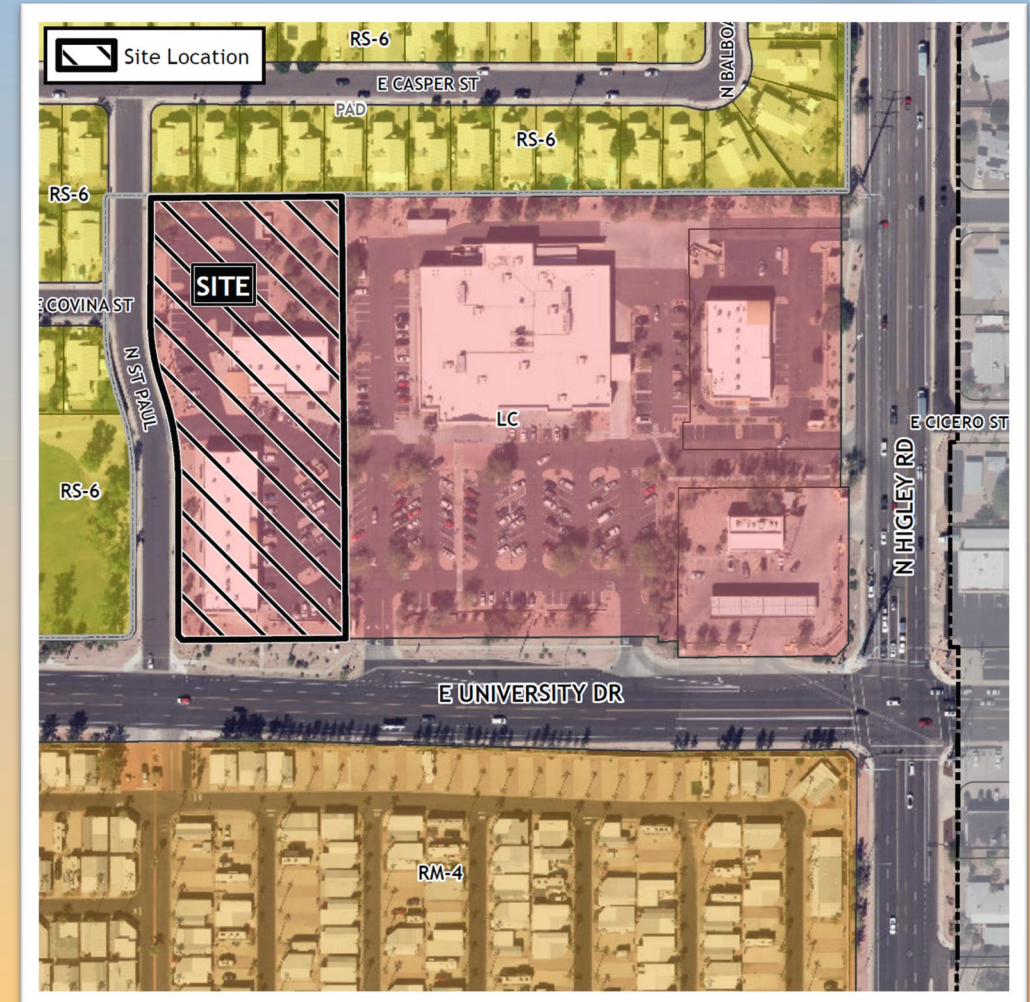 Site Location
RS-6
E CASPER ST
N BALBOA
PAD
RS-6
RS-6
SITE
E COVINA ST
N ST PAUL
LC
E CICERO ST
RS-6
N HIGLEY RD
E UNIVERSITY DR
RM-4